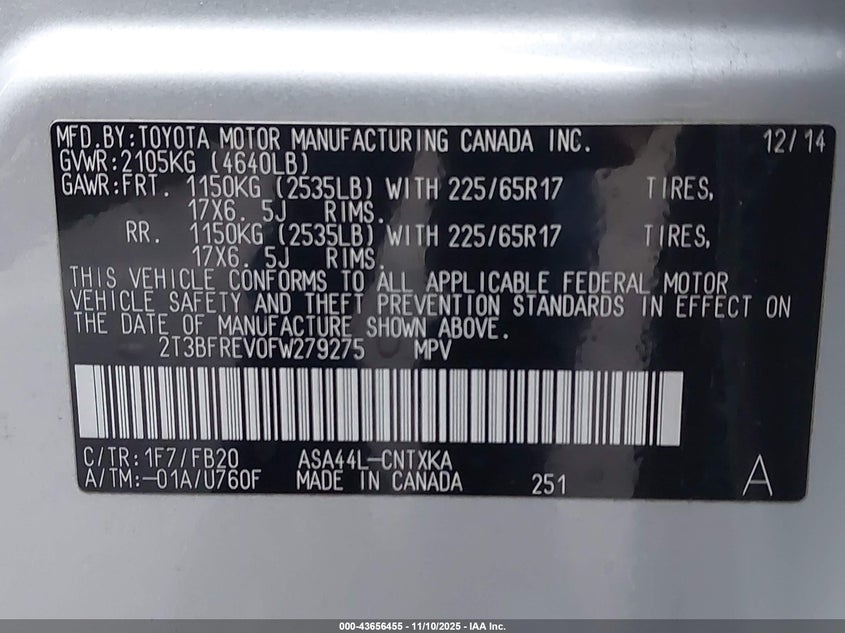 MFD.BY:TOYOTA MOTOR MANUFACTURING CANADA INC. 12/14
GVWR:2105KG (4640LB)
GAWR:FRT. 1150KG (2535LB) WITH 225/65R17 TIRES,
17X6. 5J RIMS.
RR. 1150KG (2535LB) WITH 225/65R17 TIRES,
17X6. 5J RIMS.
THIS VEHICLE CONFORMS TO ALL APPLICABLE FEDERAL MOTOR
VEHICLE SAFETY AND THEFT PREVENTION STANDARDS IN EFFECT ON
THE DATE OF MANUFACTURE SHOWN ABOVE.
2T3BFREV0FW279275 MPV
C/TR:1F7/FB20 ASA44L-CNTXKA
A/TM:-01A/U760F MADE IN CANADA 251 A
000-43656455 - 11/10/2025 - IAA Inc.